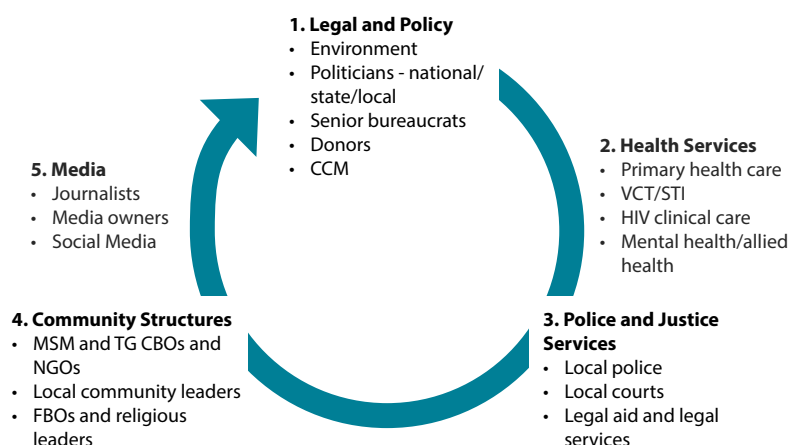 1. Legal and Policy
• Environment
• Politicians - national/
state/local
• Senior bureaucrats
• Donors
• CCM
2. Health Services
• Primary health care
• VCT/STI
• HIV clinical care
• Mental health/allied
health
3. Police and Justice
Services
• Local police
• Local courts
• Legal aid and legal
services
4. Community Structures
• MSM and TG CBOs and
NGOs
• Local community leaders
• FBOs and religious
leaders
5. Media
• Journalists
• Media owners
• Social Media